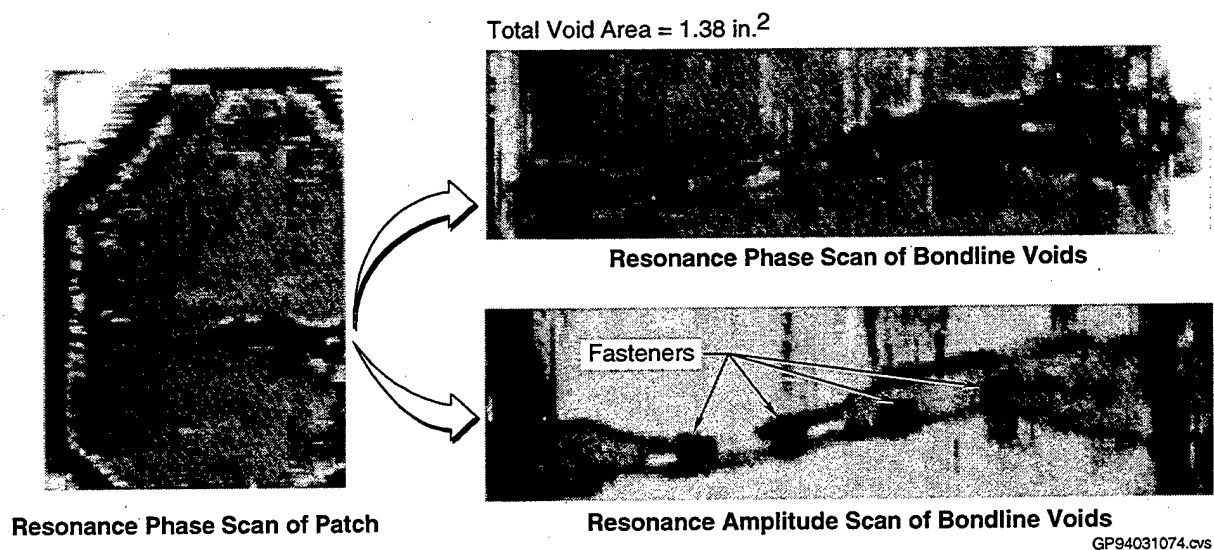 Total Void Area = 1.38 in.2
Resonance Phase Scan of Bondline Voids
Fasteners
Resonance Phase Scan of Patch
Resonance Amplitude Scan of Bondline Voids
GP94031074.cvs